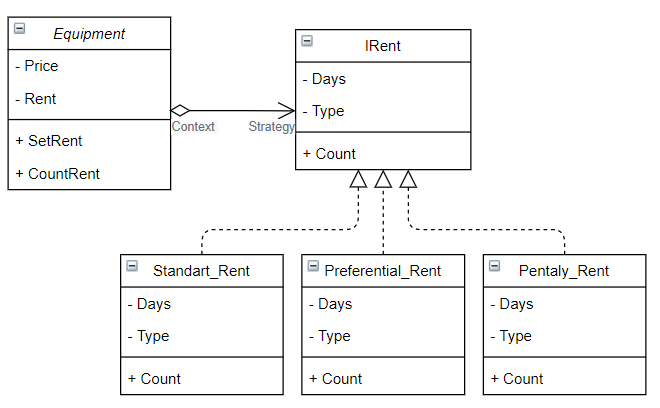 Equipment
- Price
- Rent
+ SetRent
+ CountRent
Context
Strategy
IRent
- Days
- Type
+ Count
Standart_Rent
- Days
- Type
+ Count
Preferential_Rent
- Days
- Type
+ Count
Pentaly_Rent
- Days
- Type
+ Count